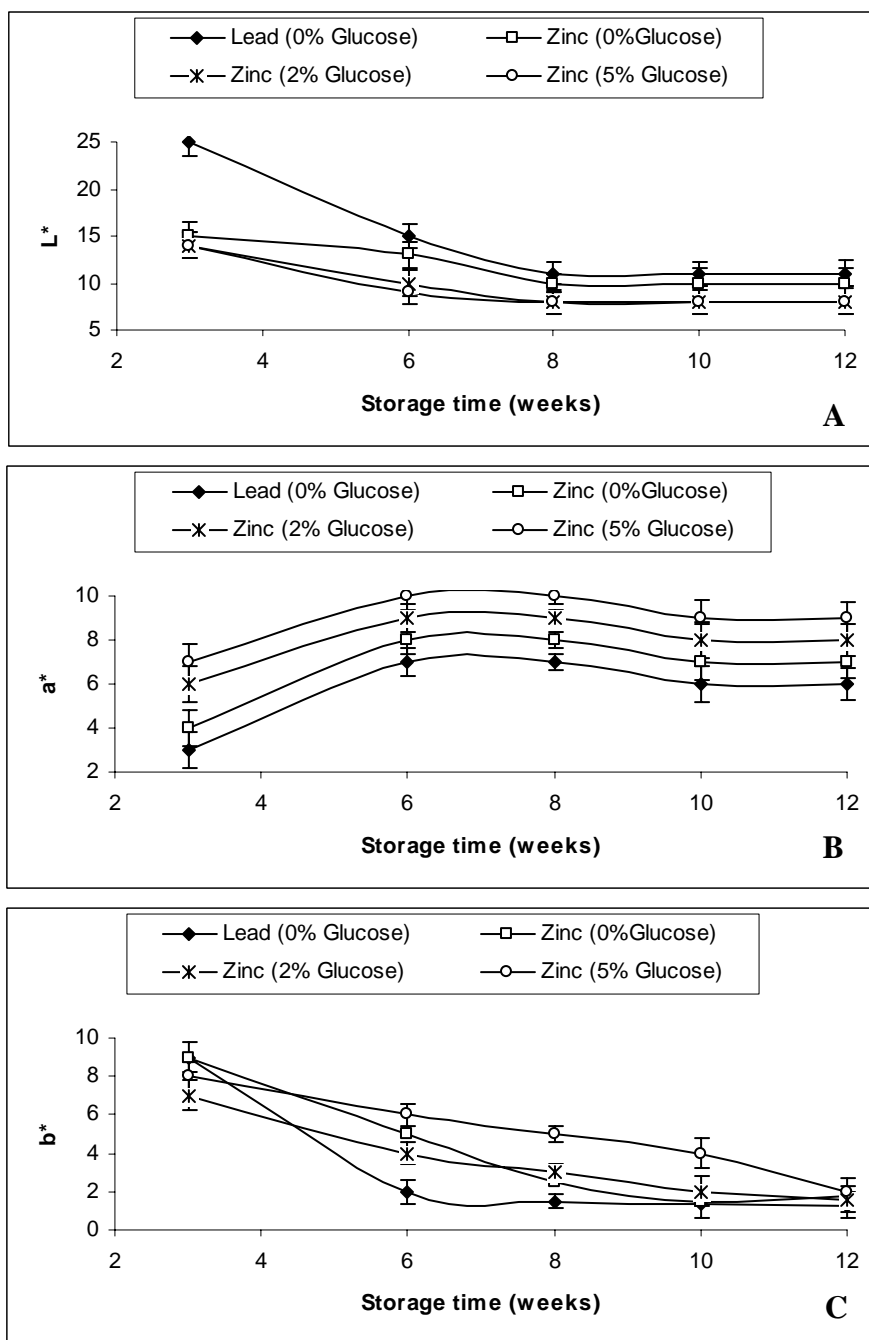 Lead (0% Glucose) Zinc (0%Glucose)
Zinc (2% Glucose) Zinc (5% Glucose)
25
20
15
10
5
L*
2 4 6 8 10 12
Storage time (weeks)
A
Lead (0% Glucose) Zinc (0%Glucose)
Zinc (2% Glucose) Zinc (5% Glucose)
10
8
6
4
2
a*
2 4 6 8 10 12
Storage time (weeks)
B
Lead (0% Glucose) Zinc (0%Glucose)
Zinc (2% Glucose) Zinc (5% Glucose)
10
8
6
4
2
0
b*
2 4 6 8 10 12
Storage time (weeks)
C